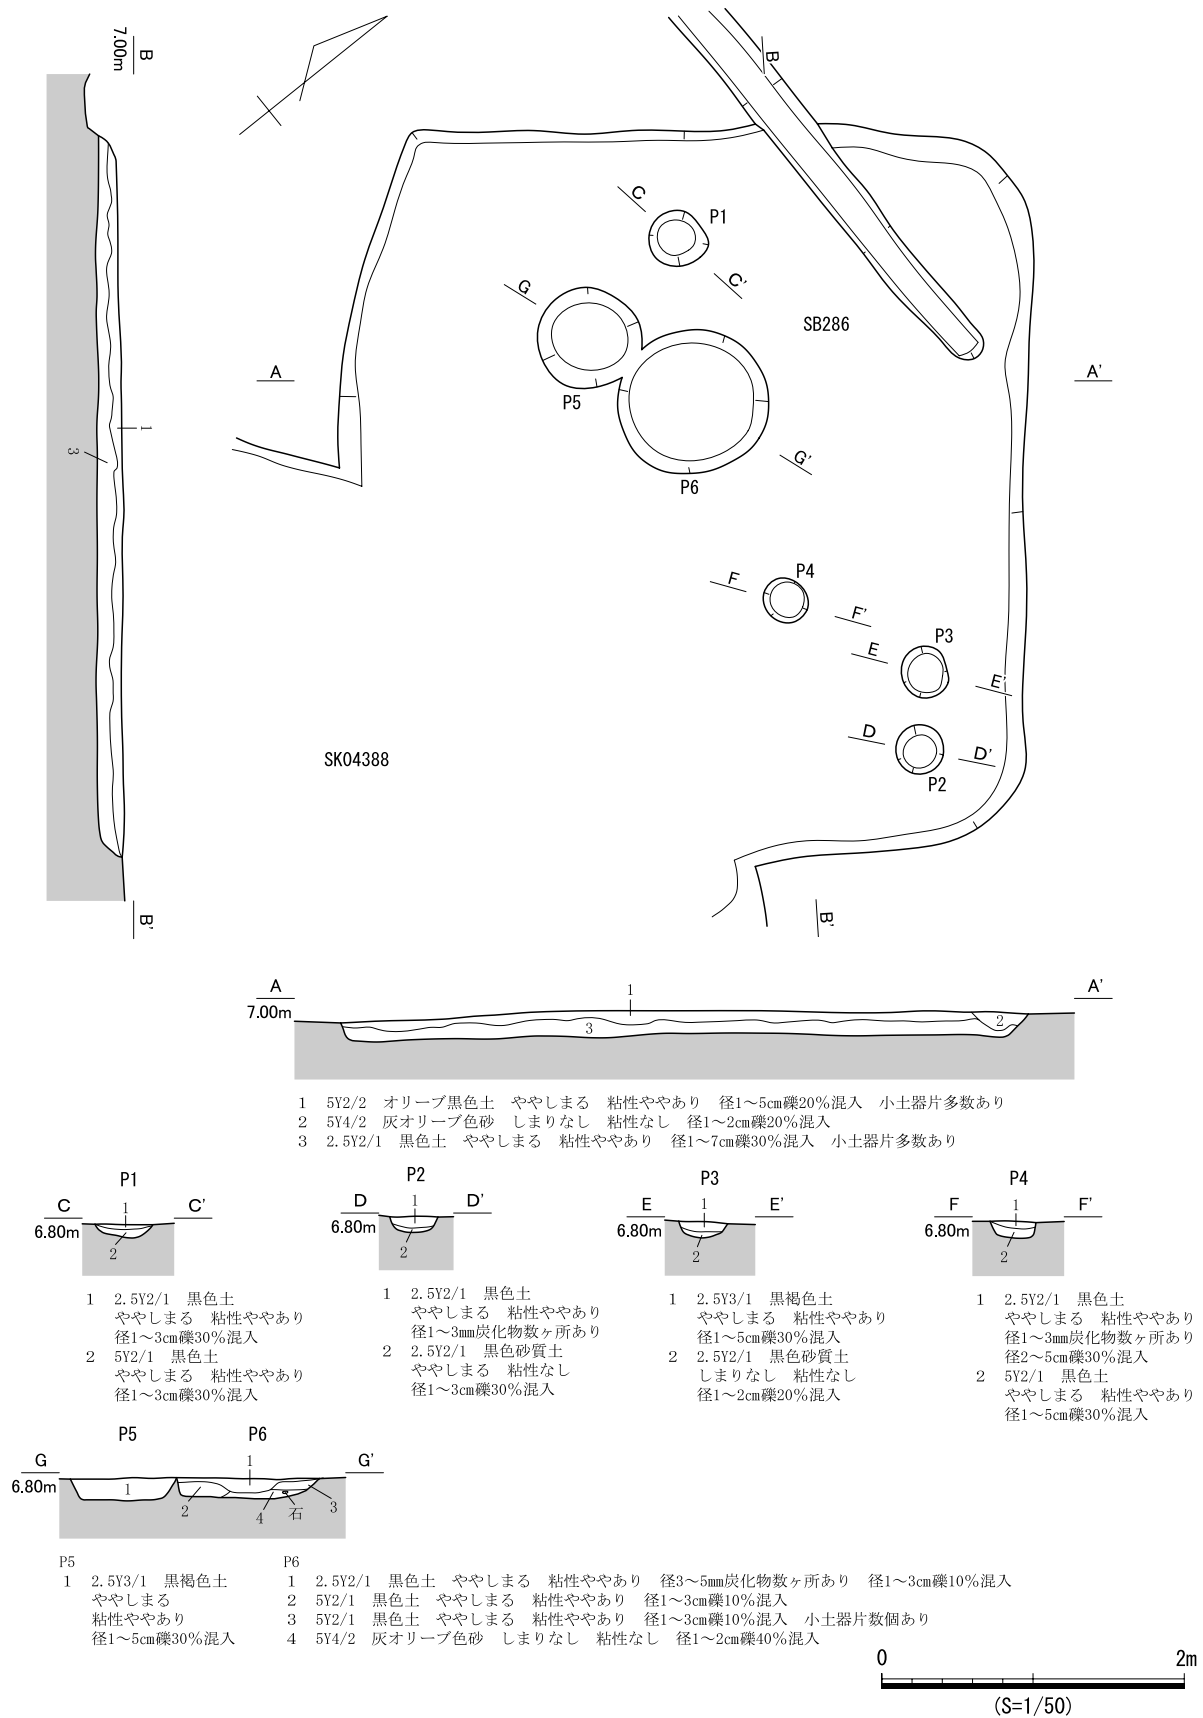 B
7.00m
B
C
P1
C'
G
SB286
A
A'
P5
1
3
G'
P6
F
P4
F'
P3
E
E'
D
D'
SK04388
P2
B'
B'
A
1
A'
7.00m
3
2
1 5Y2/2 オリーブ黒色土 ややしまる 粘性ややあり 径1～5cm礫20％混入 小土器片多数あり
2 5Y4/2 灰オリーブ色砂 しまりなし 粘性なし 径1～2cm礫20％混入
3 2.5Y2/1 黒色土 ややしまる 粘性ややあり 径1～7cm礫30％混入 小土器片多数あり
P1
C 1 C'
6.80m
2
1 2.5Y2/1 黒色土
ややしまる 粘性ややあり
径1～3cm礫30％混入
2 5Y2/1 黒色土
ややしまる 粘性ややあり
径1～3cm礫30％混入
P2
D 1 D'
6.80m
2
1 2.5Y2/1 黒色土
ややしまる 粘性ややあり
径1～3mm炭化物数ヶ所あり
2 2.5Y2/1 黒色砂質土
ややしまる 粘性なし
径1～3cm礫30％混入
P3
E 1 E'
6.80m
2
1 2.5Y3/1 黒褐色土
ややしまる 粘性ややあり
径1～5cm礫30％混入
2 2.5Y2/1 黒色砂質土
しまりなし 粘性なし
径1～2cm礫20％混入
P4
F 1 F'
6.80m
2
1 2.5Y2/1 黒色土
ややしまる 粘性ややあり
径1～3mm炭化物数ヶ所あり
径2～5cm礫30％混入
2 5Y2/1 黒色土
ややしまる 粘性ややあり
径1～5cm礫30％混入
P5 P6
G 1 G'
6.80m
1 2 4 石 3
P5
1 2.5Y3/1 黒褐色土
ややしまる
粘性ややあり
径1～5cm礫30％混入
P6
1 2.5Y2/1 黒色土 ややしまる 粘性ややあり 径3～5mm炭化物数ヶ所あり 径1～3cm礫10％混入
2 5Y2/1 黒色土 ややしまる 粘性ややあり 径1～3cm礫10％混入
3 5Y2/1 黒色土 ややしまる 粘性ややあり 径1～3cm礫10％混入 小土器片数個あり
4 5Y4/2 灰オリーブ色砂 しまりなし 粘性なし 径1～2cm礫40％混入
0 2m
(S=1/50)